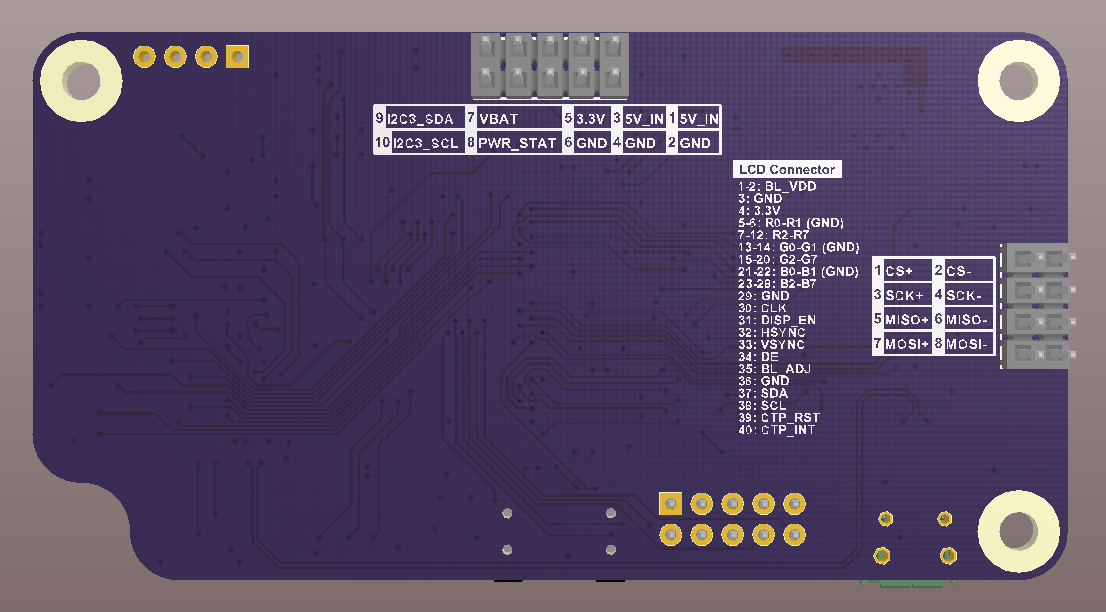 9 I2C3_SDA 7 VBAT 5 3.3V 3 5V_IN 1 5V_IN
10 I2C3_SCL 8 PWR_STAT 6 GND 4 GND 2 GND
LCD Connector
1-2: BL_VDD
3: GND
4: 3.3V
5-6: R0-R1 (GND)
7-12: R2-R7
13-14: G0-G1 (GND)
15-20: G2-G7
21-22: B0-B1 (GND)
23-28: B2-B7
29: GND
30: CLK
31: DISP_EN
32: HSYNC
33: VSYNC
34: DE
35: BL_ADJ
36: GND
37: SDA
38: SCL
39: CTP_RST
40: CTP_INT
1 CS+ 2 CS-
3 SCK+ 4 SCK-
5 MISO+ 6 MISO-
7 MOSI+ 8 MOSI-